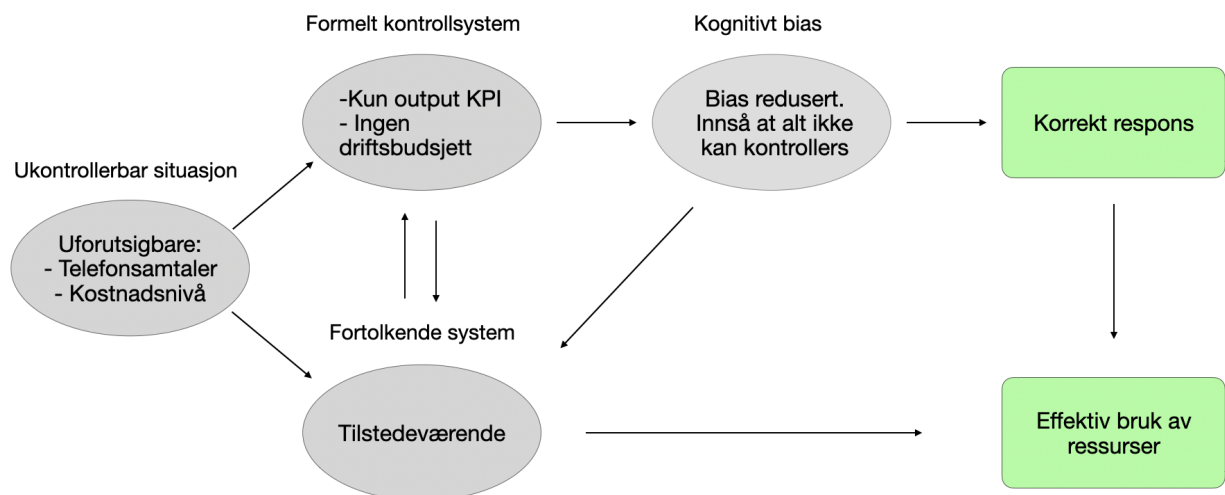 Formelt kontrollsystem
Kognitivt bias
-Kun output KPI
- Ingen
driftsbudsjett
Bias redusert.
Innså at alt ikke
kan kontrollers
Korrekt respons
Ukontrollerbar situasjon
Uforutsigbare:
- Telefonsamtaler
- Kostnadsnivå
Fortolkende system
Tilstedeværende
Effektiv bruk av
ressurser